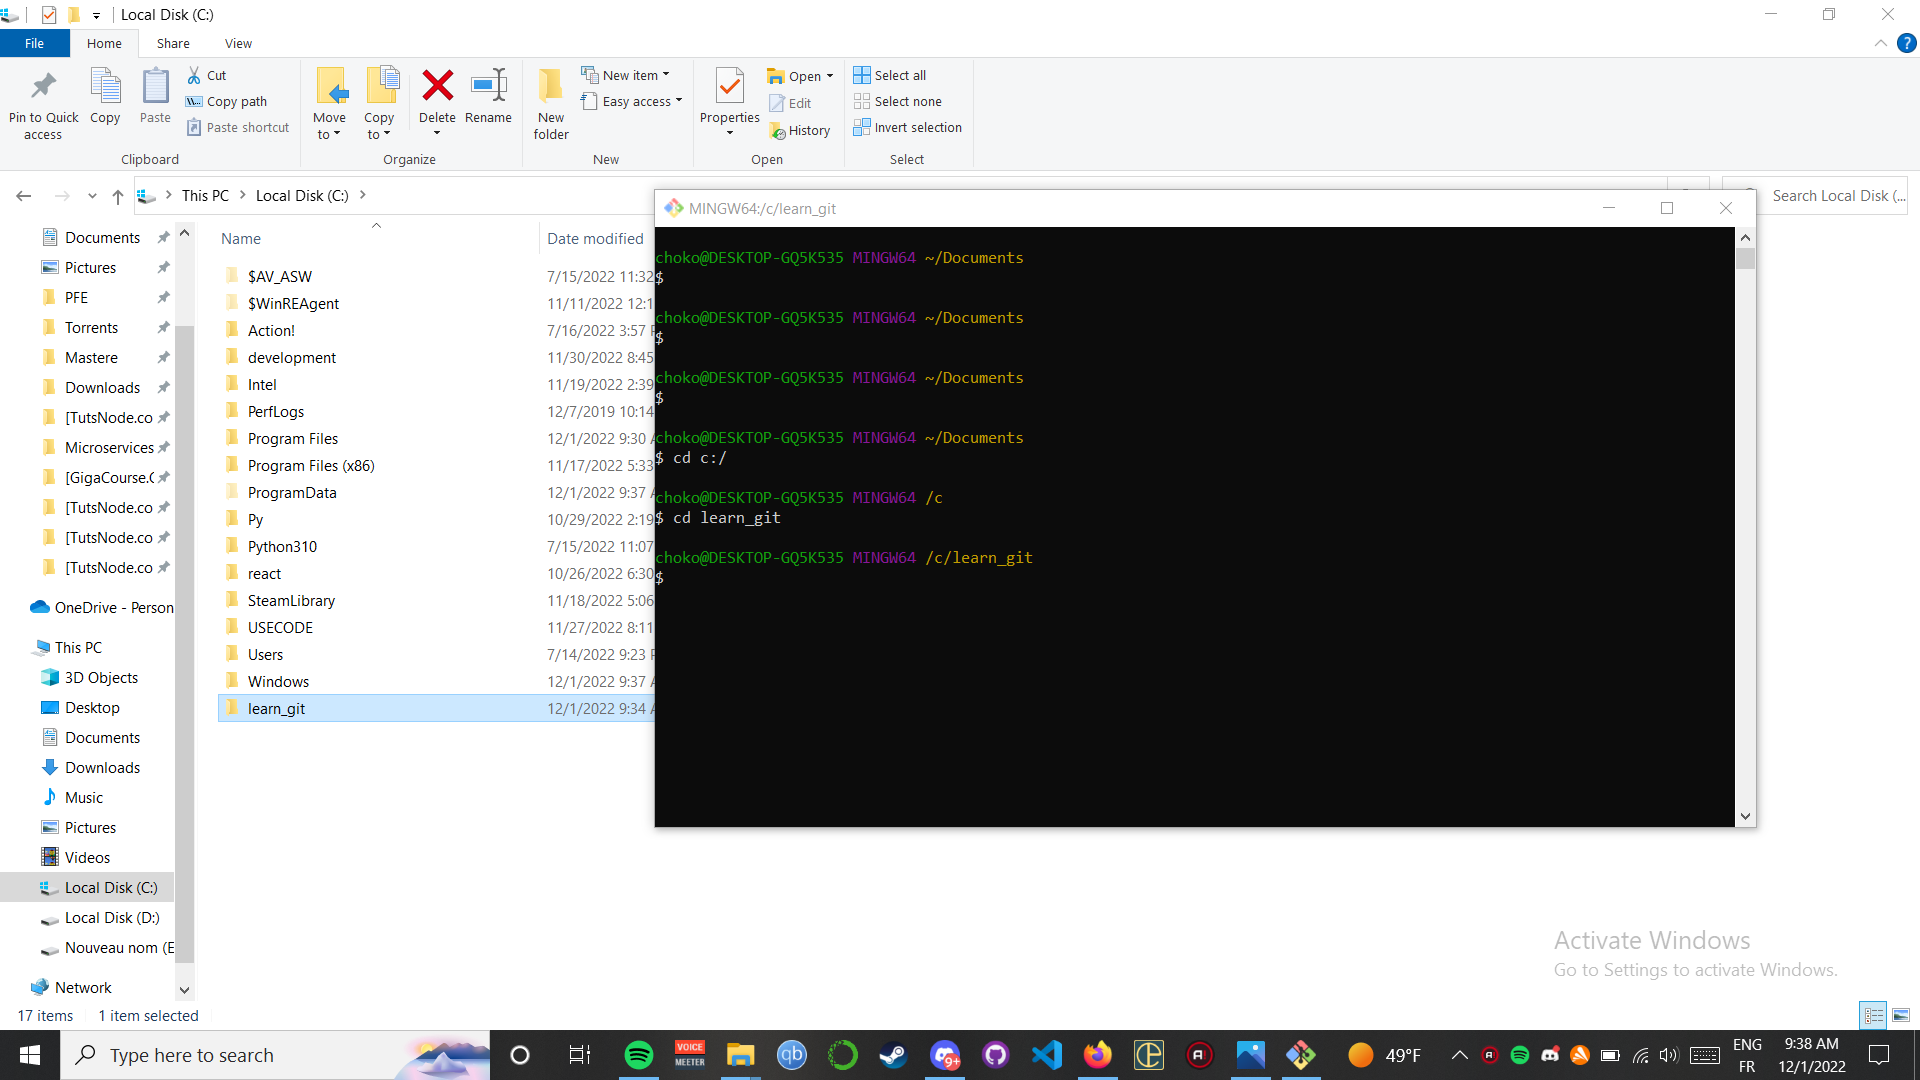 Local Disk (C:)
File
Home
Share
View
Pin to Quick access
Copy
Paste
Cut
Copy path
Paste shortcut
Clipboard
Move to
Copy to
Delete
Rename
Organize
New folder
New item
Easy access
New
Properties
Open
Edit
History
Open
Select all
Select none
Invert selection
Select
This PC
Local Disk (C:)
Search Local Disk (...
Documents
Pictures
PFE
Torrents
Mastere
Downloads
[TutsNode.co
Microservices
[GigaCourse.C
[TutsNode.co
[TutsNode.co
[TutsNode.co
OneDrive - Person
This PC
3D Objects
Desktop
Documents
Downloads
Music
Pictures
Videos
Local Disk (C:)
Local Disk (D:)
Nouveau nom (E
Network
Name Date modified
$AV_ASW 7/15/2022 11:32
$WinREAgent 11/11/2022 12:1
Action! 7/16/2022 3:57
development 11/30/2022 8:45
Intel 11/19/2022 2:39
PerfLogs 12/7/2019 10:14
Program Files 12/1/2022 9:30
Program Files (x86) 11/17/2022 5:33
ProgramData 12/1/2022 9:37
Py 10/29/2022 2:19
Python310 7/15/2022 11:07
react 10/26/2022 6:30
SteamLibrary 11/18/2022 5:06
USECODE 11/27/2022 8:11
Users 7/14/2022 9:23
Windows 12/1/2022 9:37
learn_git 12/1/2022 9:34
MINGW64:/c/learn_git
choko@DESKTOP-GQ5K535 MINGW64 ~/Documents
$
choko@DESKTOP-GQ5K535 MINGW64 ~/Documents
$
choko@DESKTOP-GQ5K535 MINGW64 ~/Documents
$
choko@DESKTOP-GQ5K535 MINGW64 ~/Documents
$ cd c:/
choko@DESKTOP-GQ5K535 MINGW64 /c
$ cd learn_git
choko@DESKTOP-GQ5K535 MINGW64 /c/learn_git
$
Activate Windows
Go to Settings to activate Windows.
17 items 1 item selected
Type here to search
VOICE
MEETER
qb
9+
49°F
ENG
FR
9:38 AM
12/1/2022